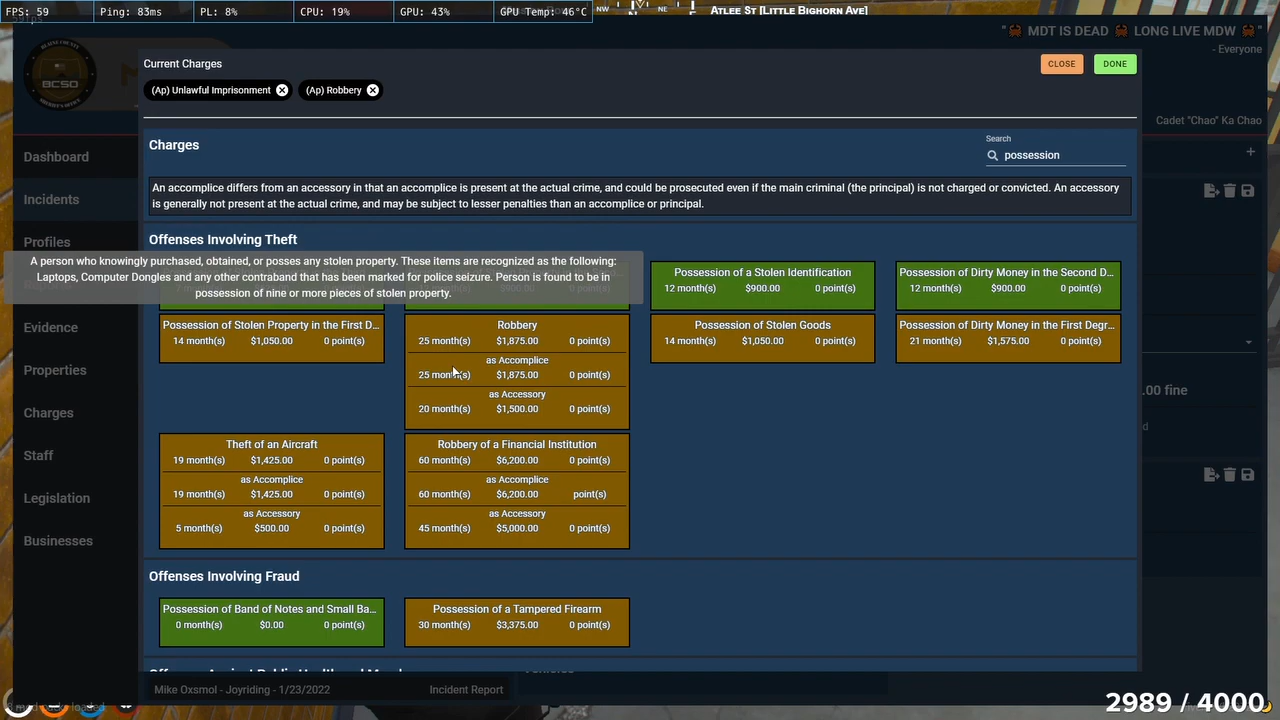 FPS: 59
Ping: 83ms
PL: 8%
CPU: 19%
GPU: 43%
GPU Temp: 46°C
NW
NE
Atlee St [Little Bighorn Ave]
" MDT IS DEAD LONG LIVE MDW "
- Everyone
BCSO
Current Charges
CLOSE
DONE
(Ap) Unlawful Imprisonment
(Ap) Robbery
Cadet "Chao" Ka Chao
Dashboard
Incidents
Profiles
Evidence
Properties
Charges
Staff
Legislation
Businesses
Charges
Search
possession
An accomplice differs from an accessory in that an accomplice is present at the actual crime, and could be prosecuted even if the main criminal (the principal) is not charged or convicted. An accessory
is generally not present at the actual crime, and may be subject to lesser penalties than an accomplice or principal.
Offenses Involving Theft
A person who knowingly purchased, obtained, or posses any stolen property. These items are recognized as the following:
Laptops, Computer Dongles and any other contraband that has been marked for police seizure. Person is found to be in
possession of nine or more pieces of stolen property.
Possession of a Stolen Identification
12 month(s) $900.00 0 point(s)
Possession of Dirty Money in the Second D...
12 month(s) $900.00 0 point(s)
Possession of Stolen Property in the First D...
14 month(s) $1,050.00 0 point(s)
Robbery
25 month(s) $1,875.00 0 point(s)
as Accomplice
25 month(s) $1,875.00 0 point(s)
as Accessory
20 month(s) $1,500.00 0 point(s)
Possession of Stolen Goods
14 month(s) $1,050.00 0 point(s)
Possession of Dirty Money in the First Degr...
21 month(s) $1,575.00 0 point(s)
.00 fine
Theft of an Aircraft
19 month(s) $1,425.00 0 point(s)
as Accomplice
19 month(s) $1,425.00 0 point(s)
as Accessory
5 month(s) $500.00 0 point(s)
Robbery of a Financial Institution
60 month(s) $6,200.00 0 point(s)
as Accomplice
60 month(s) $6,200.00 point(s)
as Accessory
45 month(s) $5,000.00 0 point(s)
Offenses Involving Fraud
Possession of Band of Notes and Small Ba...
0 month(s) $0.00 0 point(s)
Possession of a Tampered Firearm
30 month(s) $3,375.00 0 point(s)
Mike Oxsmol - Joyriding - 1/23/2022
Incident Report
2989 / 4000